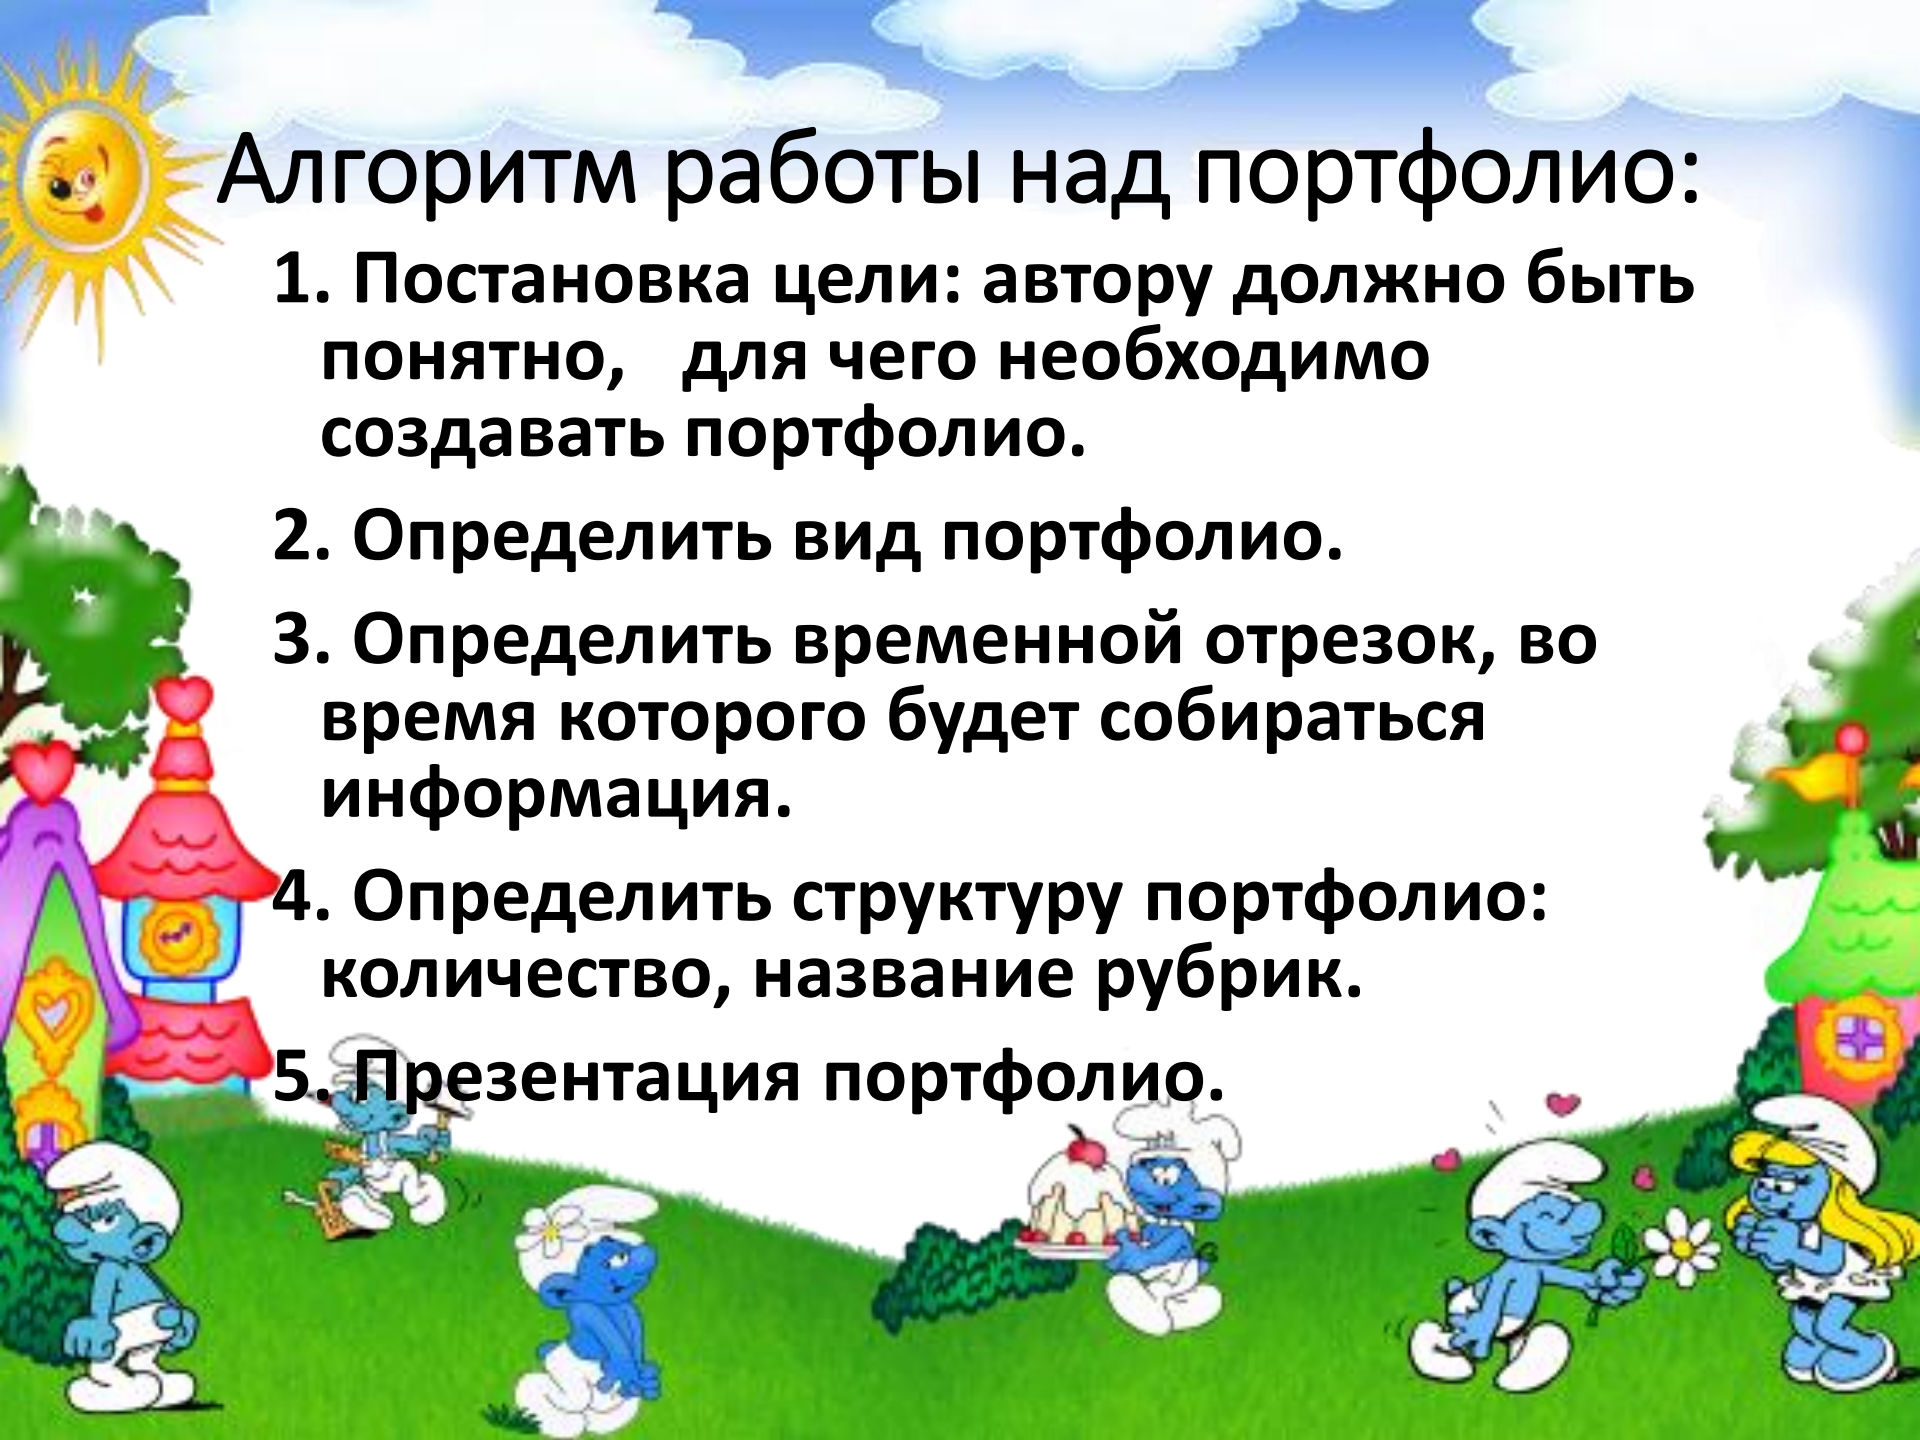 Алгоритм работы над портфолио:
1. Постановка цели: автору должно быть
понятно,   для чего необходимо
создавать портфолио.
2. Определить вид портфолио.
3. Определить временной отрезок, во
время которого будет собираться
информация.
4. Определить структуру портфолио:
количество, название рубрик.
5. Презентация портфолио.